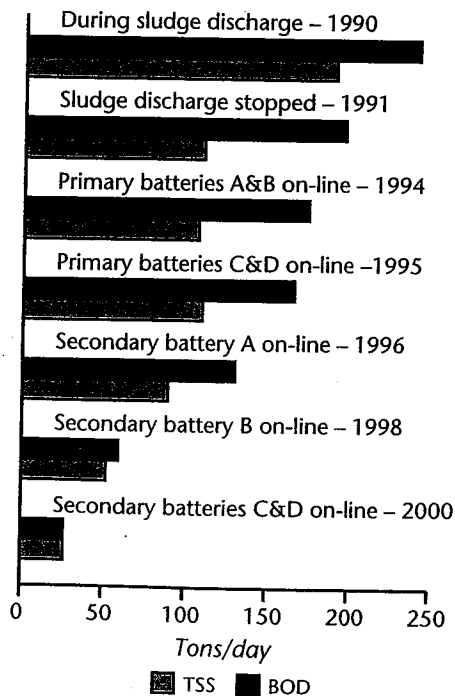 During sludge discharge – 1990
Sludge discharge stopped – 1991
Primary batteries A&B on-line – 1994
Primary batteries C&D on-line –1995
Secondary battery A on-line – 1996
Secondary battery B on-line – 1998
Secondary batteries C&D on-line – 2000
0 50 100 150 200 250
Tons/day
TSS BOD